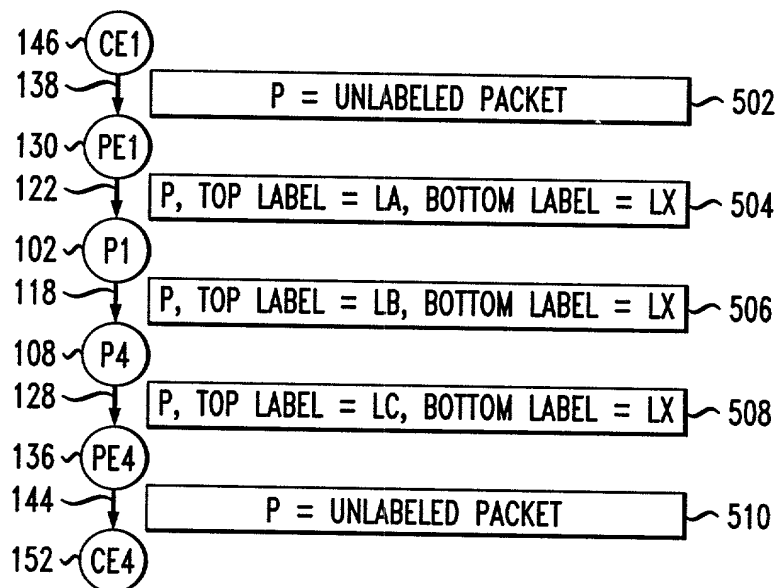 146 CE1
138 P = UNLABELED PACKET 502
130 PE1
122 P, TOP LABEL = LA, BOTTOM LABEL = LX 504
102 P1
118 P, TOP LABEL = LB, BOTTOM LABEL = LX 506
108 P4
128 P, TOP LABEL = LC, BOTTOM LABEL = LX 508
136 PE4
144 P = UNLABELED PACKET 510
152 CE4